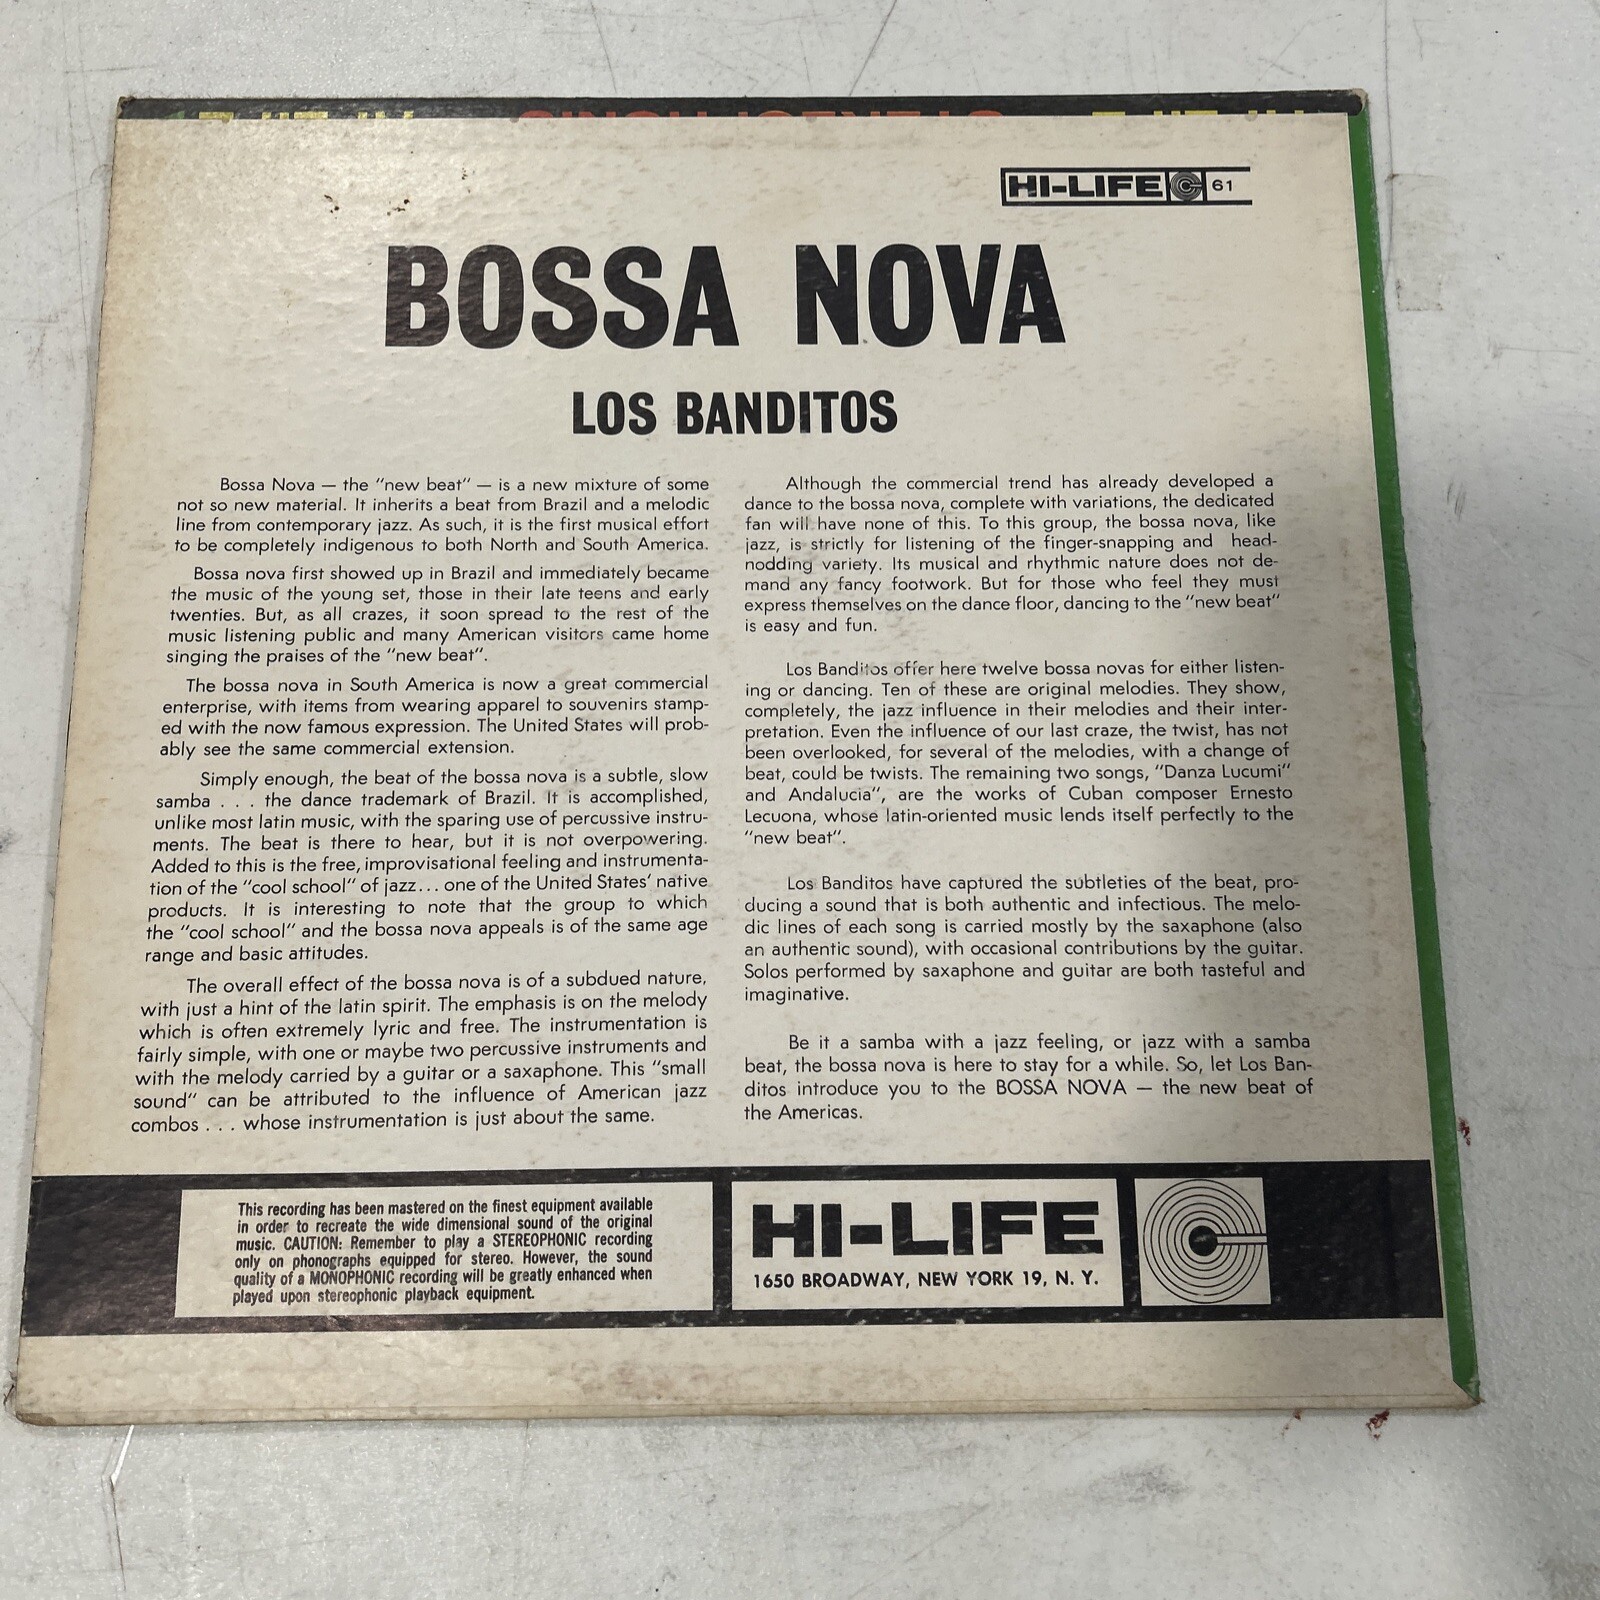 HI-LIFE 61
BOSSA NOVA
LOS BANDITOS
Bossa Nova — the "new beat" — is a new mixture of some
not so new material. It inherits a beat from Brazil and a melodic
line from contemporary jazz. As such, it is the first musical effort
to be completely indigenous to both North and South America.
Bossa nova first showed up in Brazil and immediately became
the music of the young set, those in their late teens and early
twenties. But, as all crazes, it soon spread to the rest of the
music listening public and many American visitors came home
singing the praises of the "new beat".
The bossa nova in South America is now a great commercial
enterprise, with items from wearing apparel to souvenirs stamp-
ed with the now famous expression. The United States will prob-
ably see the same commercial extension.
Simply enough, the beat of the bossa nova is a subtle, slow
samba . . . the dance trademark of Brazil. It is accomplished,
unlike most latin music, with the sparing use of percussive instru-
ments. The beat is there to hear, but it is not overpowering.
Added to this is the free, improvisational feeling and instrumenta-
tion of the "cool school" of jazz... one of the United States' native
products. It is interesting to note that the group to which
the "cool school" and the bossa nova appeals is of the same age
range and basic attitudes.
The overall effect of the bossa nova is of a subdued nature,
with just a hint of the latin spirit. The emphasis is on the melody
which is often extremely lyric and free. The instrumentation is
fairly simple, with one or maybe two percussive instruments and
with the melody carried by a guitar or a saxaphone. This "small
sound" can be attributed to the influence of American jazz
combos . . . whose instrumentation is just about the same.
Although the commercial trend has already developed a
dance to the bossa nova, complete with variations, the dedicated
fan will have none of this. To this group, the bossa nova, like
jazz, is strictly for listening of the finger-snapping and head-
nodding variety. Its musical and rhythmic nature does not de-
mand any fancy footwork. But for those who feel they must
express themselves on the dance floor, dancing to the "new beat"
is easy and fun.
Los Banditos offer here twelve bossa novas for either listen-
ing or dancing. Ten of these are original melodies. They show,
completely, the jazz influence in their melodies and their inter-
pretation. Even the influence of our last craze, the twist, has not
been overlooked, for several of the melodies, with a change of
beat, could be twists. The remaining two songs, "Danza Lucumi"
and Andalucia", are the works of Cuban composer Ernesto
Lecuona, whose latin-oriented music lends itself perfectly to the
"new beat".
Los Banditos have captured the subtleties of the beat, pro-
ducing a sound that is both authentic and infectious. The melo-
dic lines of each song is carried mostly by the saxaphone (also
an authentic sound), with occasional contributions by the guitar.
Solos performed by saxaphone and guitar are both tasteful and
imaginative.
Be it a samba with a jazz feeling, or jazz with a samba
beat, the bossa nova is here to stay for a while. So, let Los Ban-
ditos introduce you to the BOSSA NOVA — the new beat of
the Americas.
This recording has been mastered on the finest equipment available
in order to recreate the wide dimensional sound of the original
music. CAUTION: Remember to play a STEREOPHONIC recording
only on phonographs equipped for stereo. However, the sound
quality of a MONOPHONIC recording will be greatly enhanced when
played upon stereophonic playback equipment.
HI-LIFE
1650 BROADWAY, NEW YORK 19, N. Y.